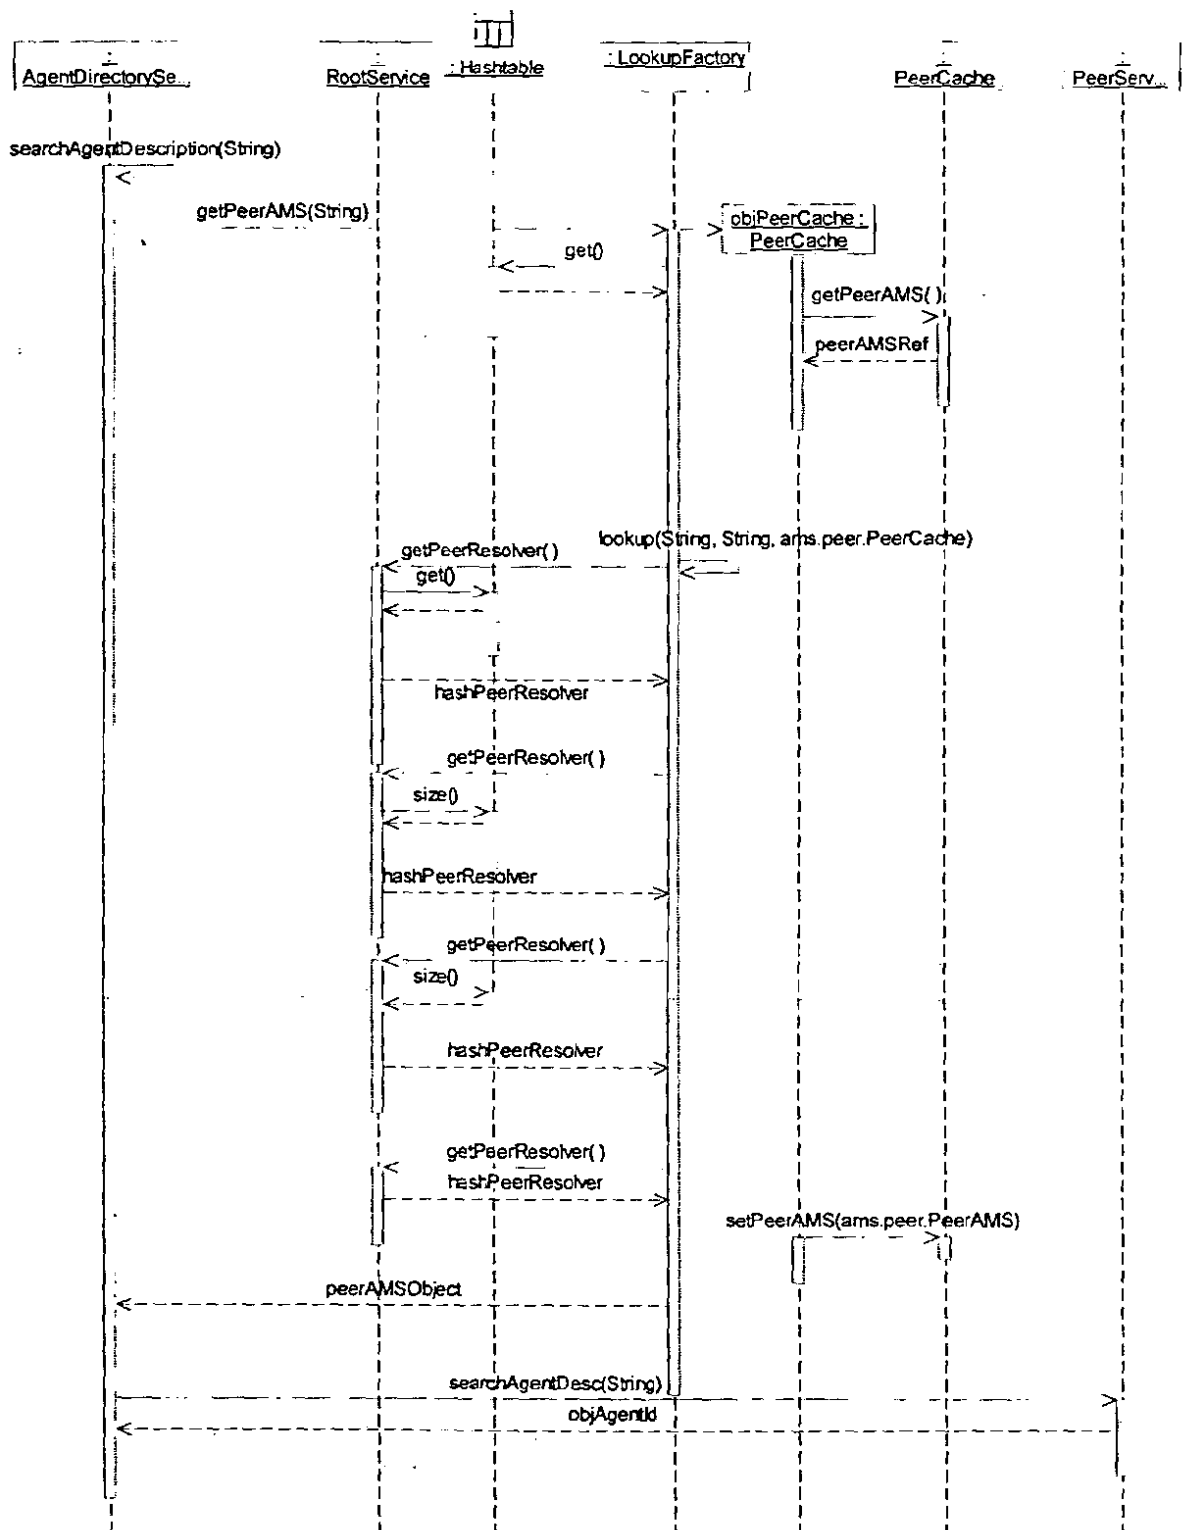 AgentDirectorySe...
RootService
: Hashtable
: LookupFactory
PeerCache
PeerServ...
searchAgentDescription(String)
getPeerAMS(String)
objPeerCache :
PeerCache
get()
getPeerAMS( )
peerAMSRef
lookup(String, String, ams.peer.PeerCache)
getPeerResolver( )
get()
hashPeerResolver
getPeerResolver( )
size()
hashPeerResolver
getPeerResolver( )
size()
hashPeerResolver
getPeerResolver( )
hashPeerResolver
setPeerAMS(ams.peer.PeerAMS)
peerAMSObject
searchAgentDesc(String)
objAgentId